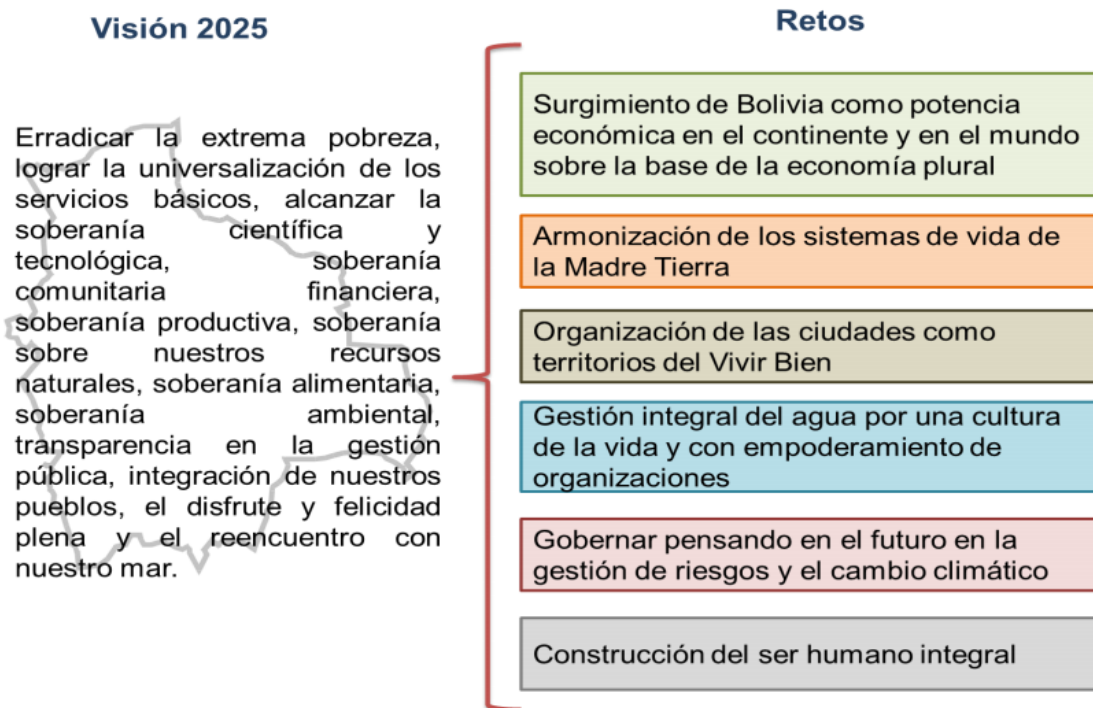 Visión 2025
Erradicar la extrema pobreza,
lograr la universalización de los
servicios básicos, alcanzar la
soberanía científica y
tecnológica, soberanía
comunitaria financiera,
soberanía productiva, soberanía
sobre nuestros recursos
naturales, soberanía alimentaria,
soberanía ambiental,
transparencia en la gestión
pública, integración de nuestros
pueblos, el disfrute y felicidad
plena y el reencuentro con
nuestro mar.
Retos
Surgimiento de Bolivia como potencia
económica en el continente y en el mundo
sobre la base de la economía plural
Armonización de los sistemas de vida de
la Madre Tierra
Organización de las ciudades como
territorios del Vivir Bien
Gestión integral del agua por una cultura
de la vida y con empoderamiento de
organizaciones
Gobernar pensando en el futuro en la
gestión de riesgos y el cambio climático
Construcción del ser humano integral